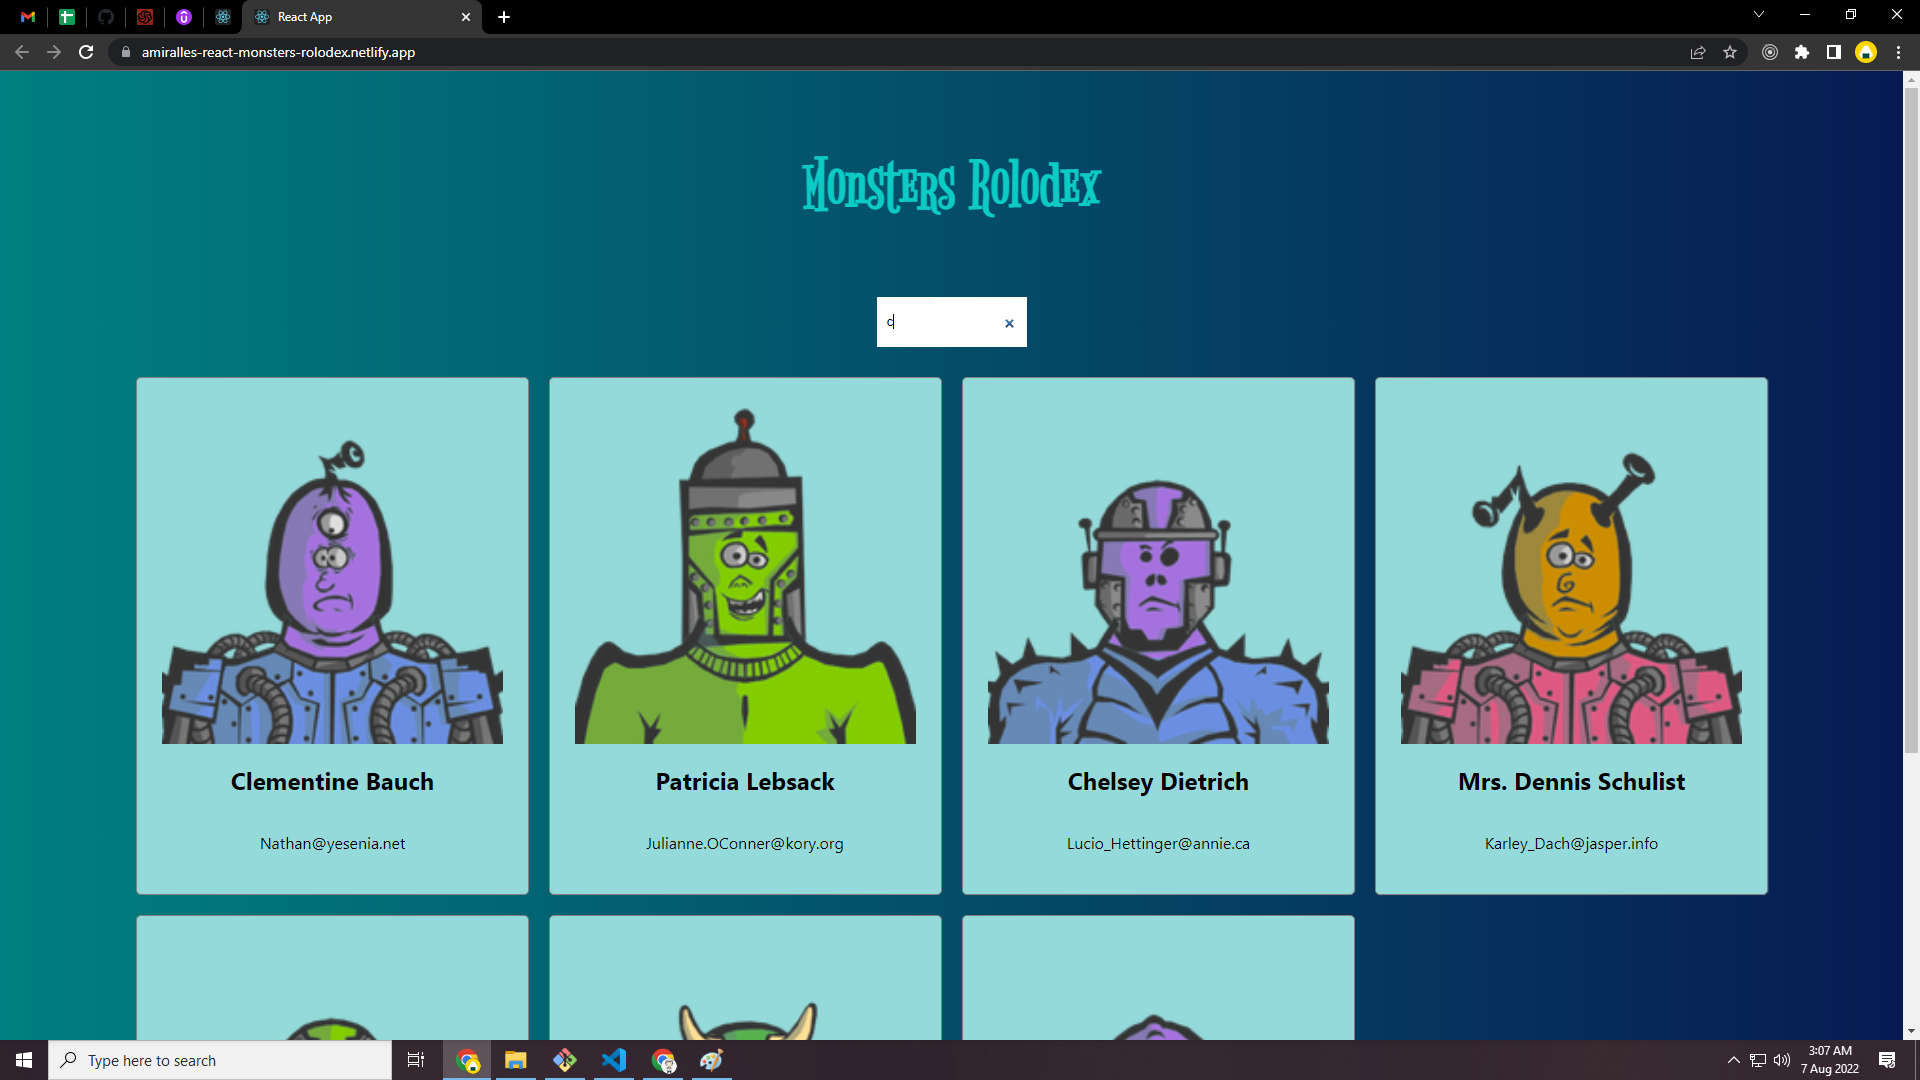 React App
amiralles-react-monsters-rolodex.netlify.app
Monsters Rolodex
c
Clementine Bauch
Nathan@yesenia.net
Patricia Lebsack
Julianne.OConner@kory.org
Chelsey Dietrich
Lucio_Hettinger@annie.ca
Mrs. Dennis Schulist
Karley_Dach@jasper.info
Type here to search
3:07 AM
7 Aug 2022